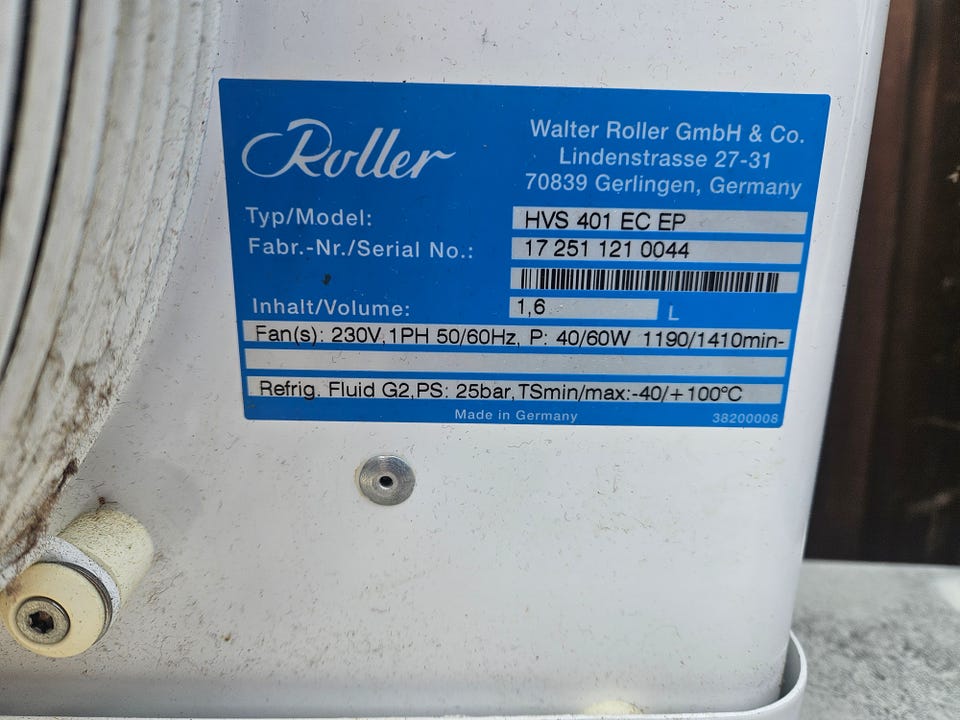 Roller
Walter Roller GmbH & Co.
Lindenstrasse 27-31
70839 Gerlingen, Germany
Typ/Model: HVS 401 EC EP
Fabr.-Nr./Serial No.: 17 251 121 0044
Inhalt/Volume: 1,6 L
Fan(s): 230V,1PH 50/60Hz, P: 40/60W 1190/1410min-
Refrig. Fluid G2,PS: 25bar,TSmin/max:-40/+100°C
Made in Germany 38200008